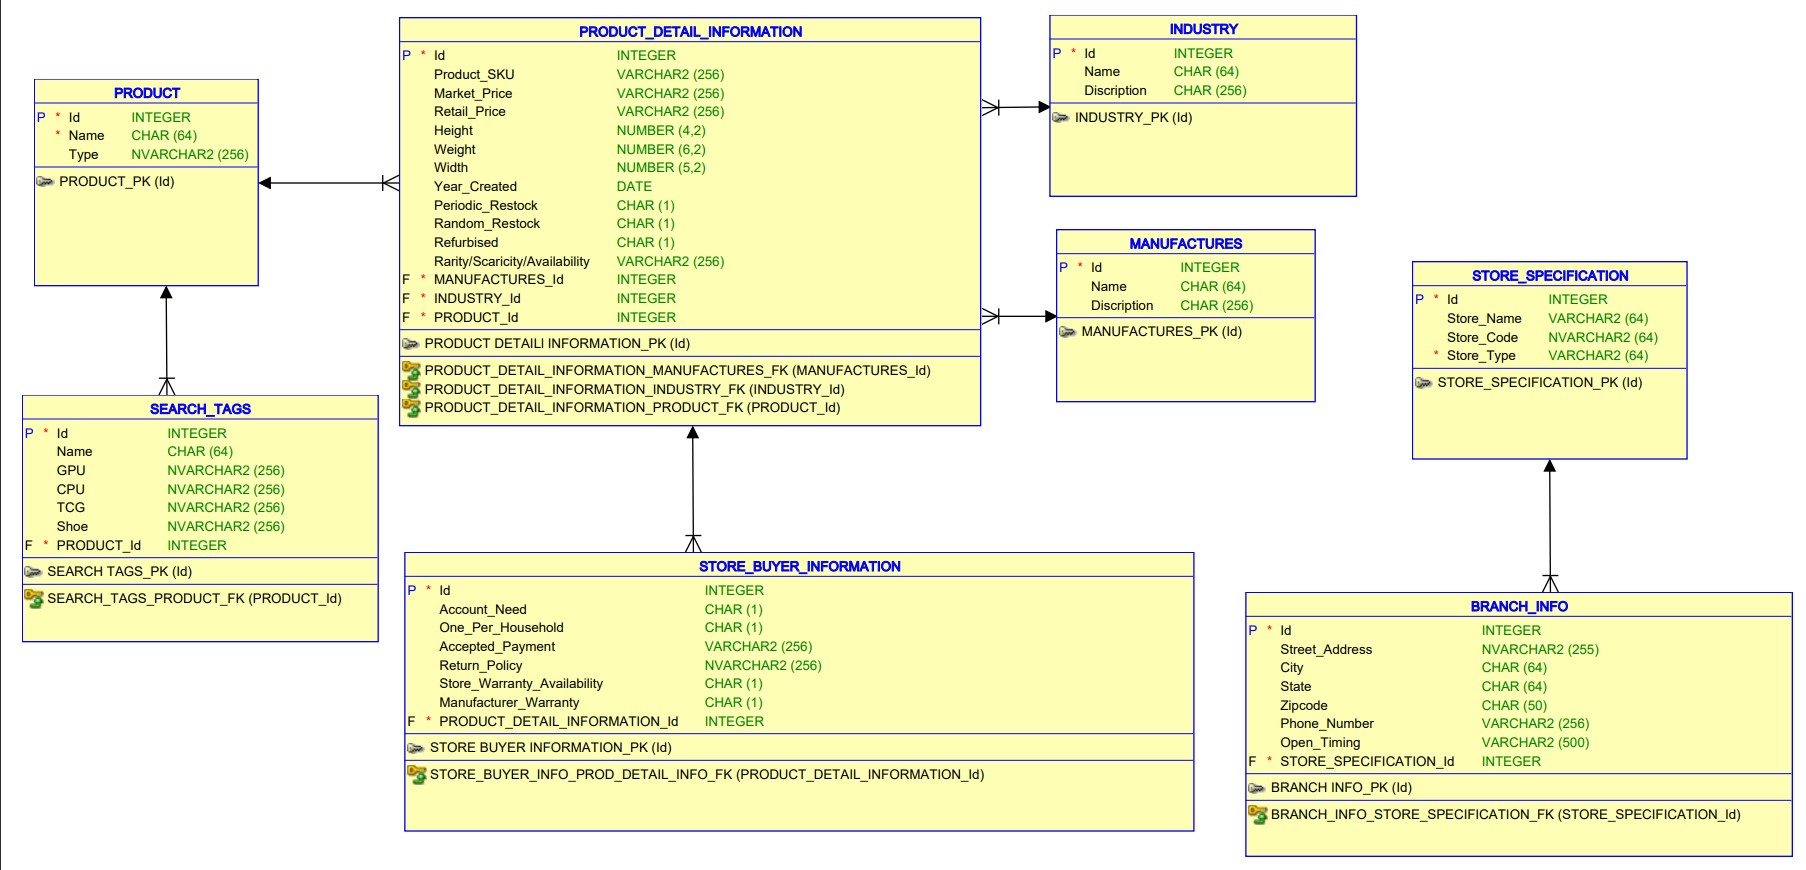 PRODUCT
P * Id INTEGER
* Name CHAR (64)
Type NVARCHAR2 (256)
PRODUCT_PK (Id)
PRODUCT_DETAIL_INFORMATION
P * Id INTEGER
Product_SKU VARCHAR2 (256)
Market_Price VARCHAR2 (256)
Retail_Price VARCHAR2 (256)
Height NUMBER (4,2)
Weight NUMBER (6,2)
Width NUMBER (5,2)
Year_Created DATE
Periodic_Restock CHAR (1)
Random_Restock CHAR (1)
Refurbised CHAR (1)
Rarity/Scaricity/Availability VARCHAR2 (256)
F * MANUFACTURES_Id INTEGER
F * INDUSTRY_Id INTEGER
F * PRODUCT_Id INTEGER
PRODUCT DETAILl INFORMATION_PK (Id)
PRODUCT_DETAIL_INFORMATION_MANUFACTURES_FK (MANUFACTURES_Id)
PRODUCT_DETAIL_INFORMATION_INDUSTRY_FK (INDUSTRY_Id)
PRODUCT_DETAIL_INFORMATION_PRODUCT_FK (PRODUCT_Id)
INDUSTRY
P * Id INTEGER
Name CHAR (64)
Discription CHAR (256)
INDUSTRY_PK (Id)
MANUFACTURES
P * Id INTEGER
Name CHAR (64)
Discription CHAR (256)
MANUFACTURES_PK (Id)
STORE_SPECIFICATION
P * Id INTEGER
Store_Name VARCHAR2 (64)
Store_Code NVARCHAR2 (64)
* Store_Type VARCHAR2 (64)
STORE_SPECIFICATION_PK (Id)
SEARCH_TAGS
P * Id INTEGER
Name CHAR (64)
GPU NVARCHAR2 (256)
CPU NVARCHAR2 (256)
TCG NVARCHAR2 (256)
Shoe NVARCHAR2 (256)
F * PRODUCT_Id INTEGER
SEARCH TAGS_PK (Id)
SEARCH_TAGS_PRODUCT_FK (PRODUCT_Id)
STORE_BUYER_INFORMATION
P * Id INTEGER
Account_Need CHAR (1)
One_Per_Household CHAR (1)
Accepted_Payment VARCHAR2 (256)
Return_Policy NVARCHAR2 (256)
Store_Warranty_Availability CHAR (1)
Manufacturer_Warranty CHAR (1)
F * PRODUCT_DETAIL_INFORMATION_Id INTEGER
STORE BUYER INFORMATION_PK (Id)
STORE_BUYER_INFO_PROD_DETAIL_INFO_FK (PRODUCT_DETAIL_INFORMATION_Id)
BRANCH_INFO
P * Id INTEGER
Street_Address NVARCHAR2 (255)
City CHAR (64)
State CHAR (64)
Zipcode CHAR (50)
Phone_Number VARCHAR2 (256)
Open_Timing VARCHAR2 (500)
F * STORE_SPECIFICATION_Id INTEGER
BRANCH INFO_PK (Id)
BRANCH_INFO_STORE_SPECIFICATION_FK (STORE_SPECIFICATION_Id)